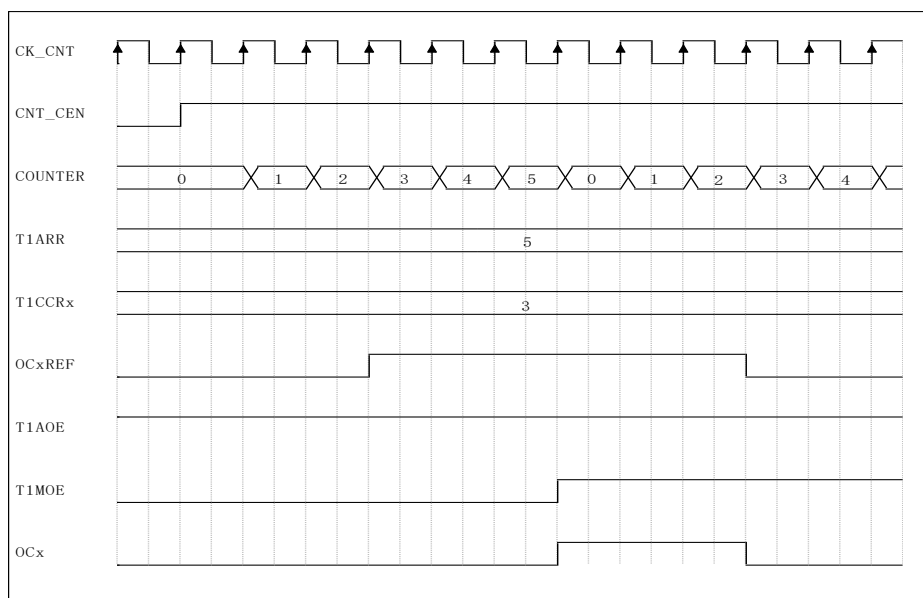 CK_CNT
CNT_CEN
COUNTER 0 1 2 3 4 5 0 1 2 3 4
T1ARR 5
T1CCRx 3
OCxREF
T1AOE
T1MOE
OCx